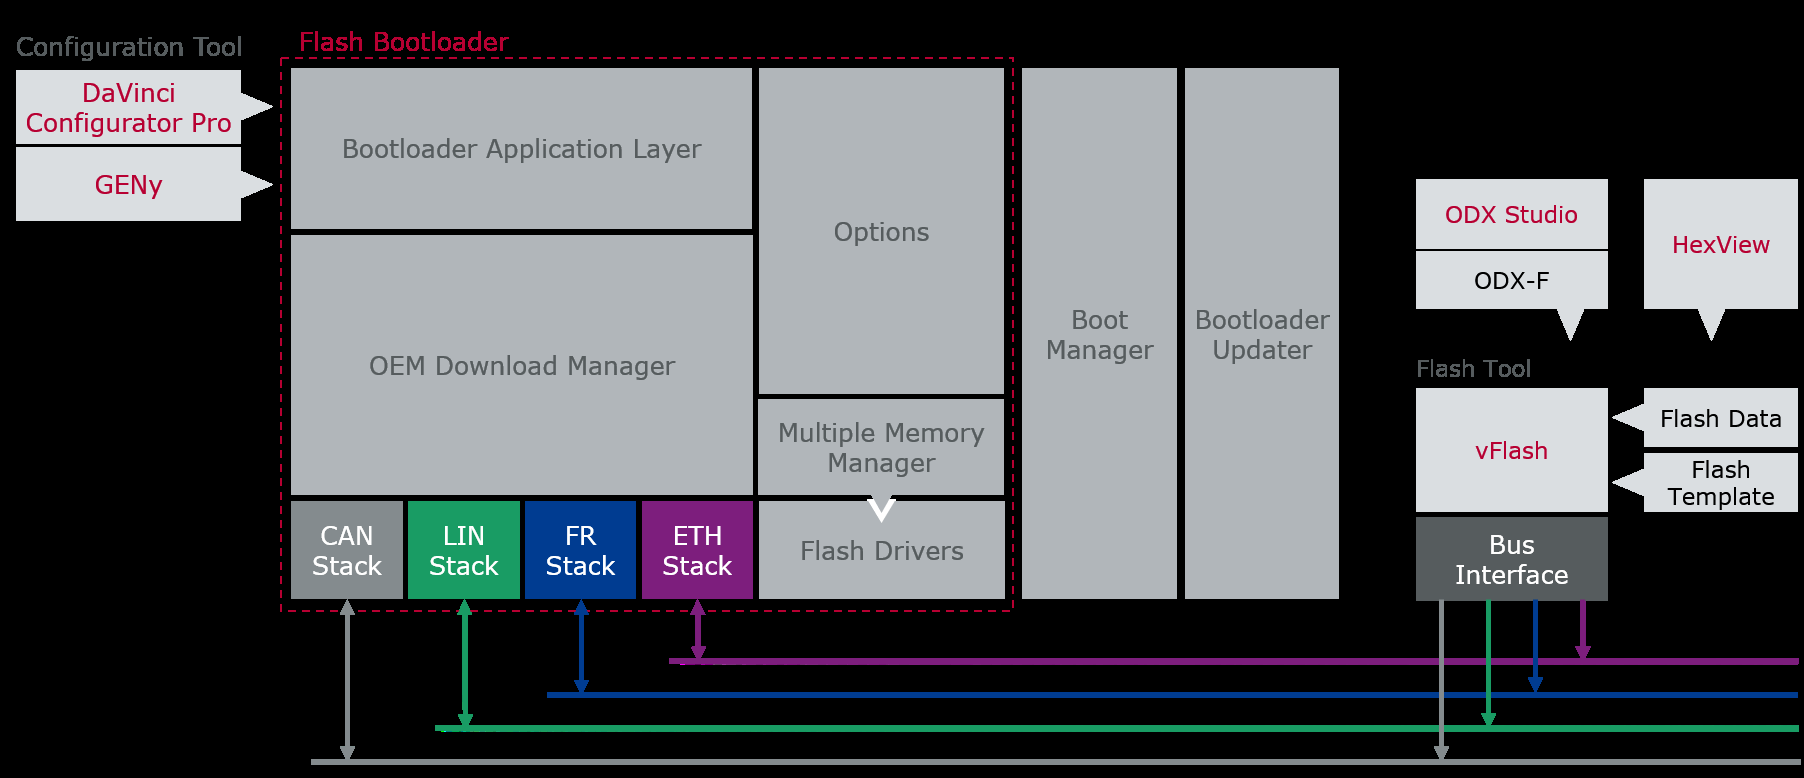 Configuration Tool
DaVinci
Configurator Pro
GENy
Flash Bootloader
Bootloader Application Layer
OEM Download Manager
Options
Multiple Memory
Manager
CAN
Stack
LIN
Stack
FR
Stack
ETH
Stack
Flash Drivers
Boot
Manager
Bootloader
Updater
ODX Studio
ODX-F
HexView
Flash Tool
vFlash
Flash Data
Flash
Template
Bus
Interface